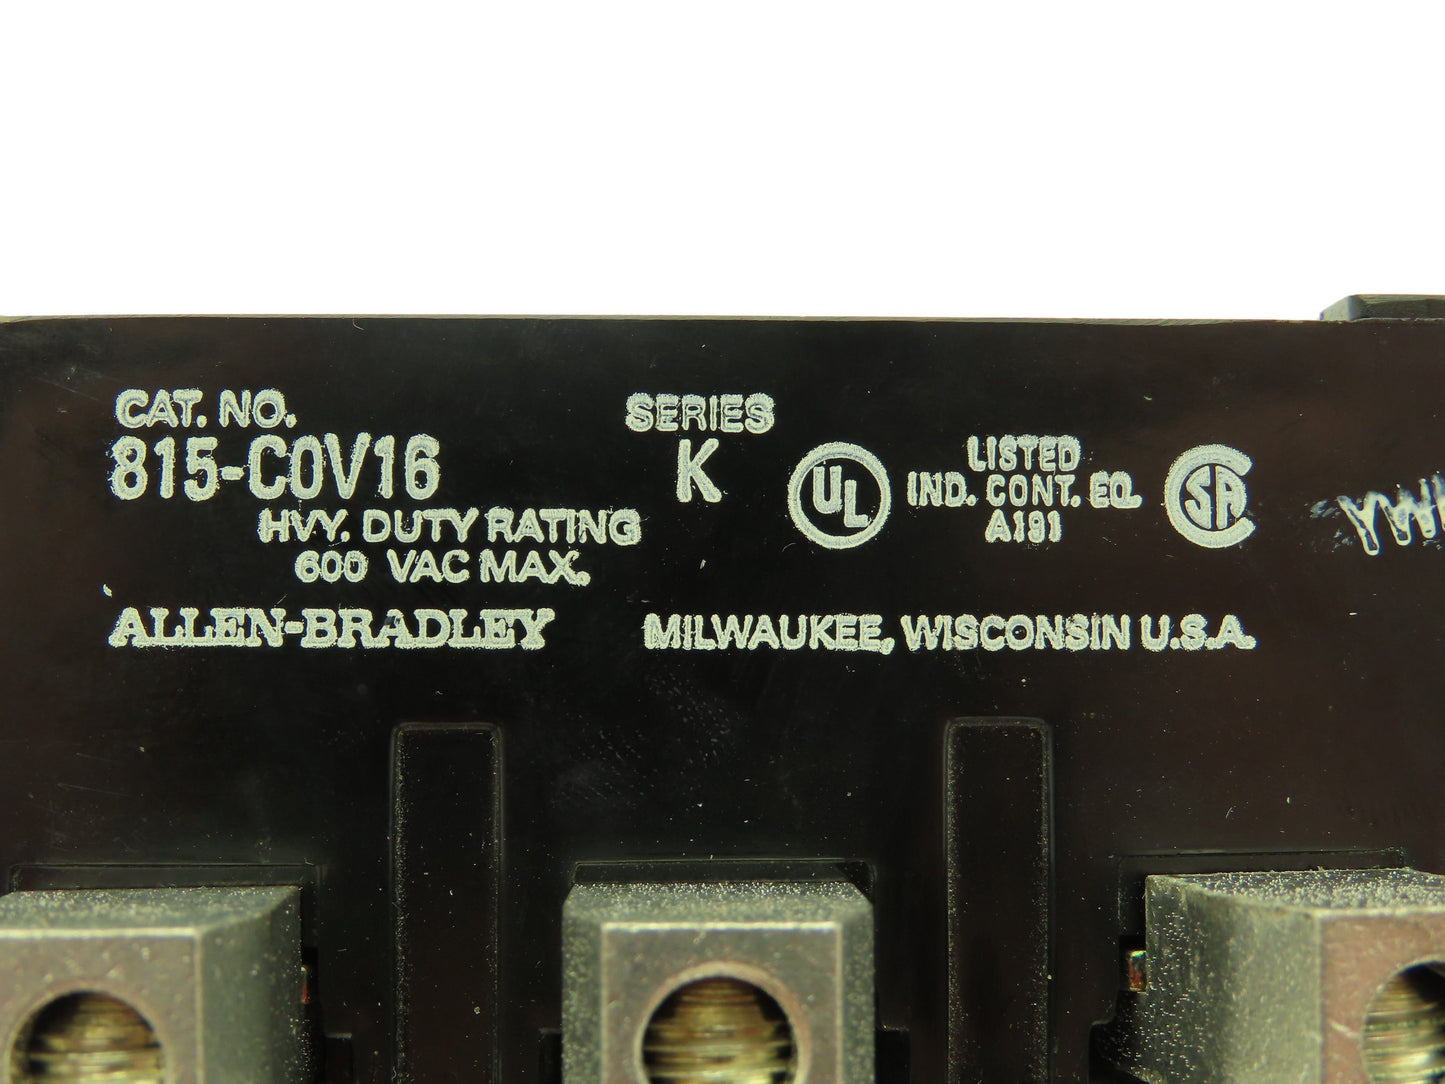 CAT. NO.
815-COV16
HVY. DUTY RATING
600 VAC MAX.
ALLEN-BRADLEY
SERIES
K
UL
LISTED
IND. CONT. EQ.
A191
SA
MILWAUKEE, WISCONSIN U.S.A.